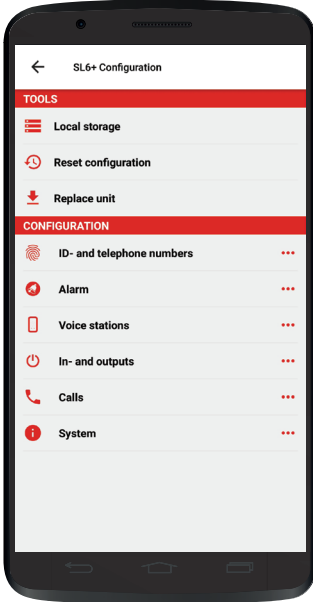 SL6+ Configuration
TOOLS
Local storage
Reset configuration
Replace unit
CONFIGURATION
ID- and telephone numbers
Alarm
Voice stations
In- and outputs
Calls
System